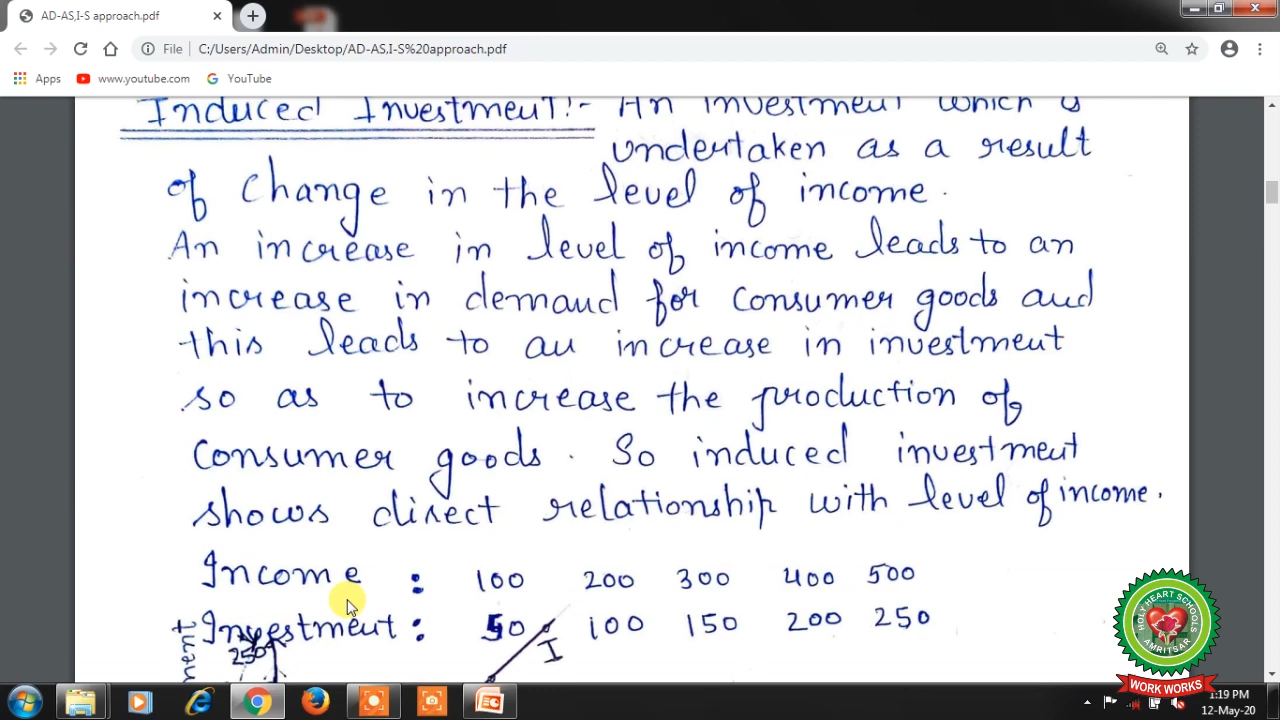 AD-AS,I-S approach.pdf
File C:/Users/Admin/Desktop/AD-AS,I-S%20approach.pdf
Apps www.youtube.com YouTube
Induced Investment:- An investment which is
undertaken as a result
of change in the level of income.
An increase in level of income leads to an
increase in demand for consumer goods and
this leads to an increase in investment
so as to increase the production of
consumer goods. So induced investment
shows direct relationship with level of income.
Income : 100 200 300 400 500
Investment : 50 100 150 200 250
250
I
HOLY HEART SCHOOLS
AMRITSAR
WORK WORKS
1:19 PM
12-May-20